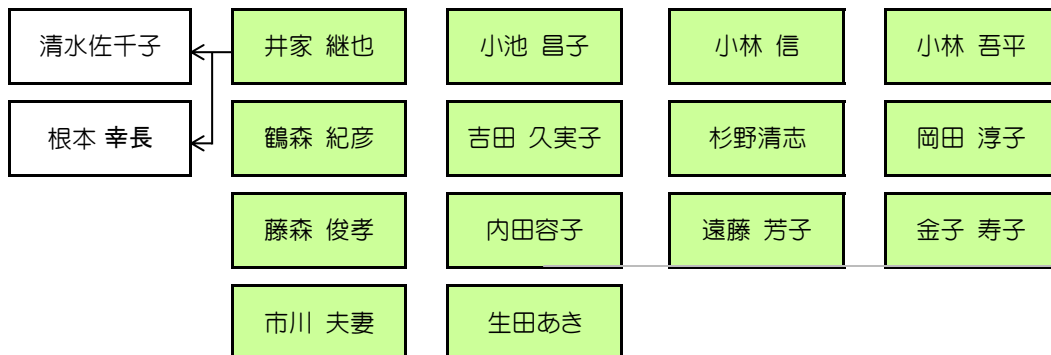 清水佐千子 井家 継也 小池 昌子 小林 信 小林 吾平
根本 幸長 鶴森 紀彦 吉田 久実子 杉野清志 岡田 淳子
藤森 俊孝 内田容子 遠藤 芳子 金子 寿子
市川 夫妻 生田あき